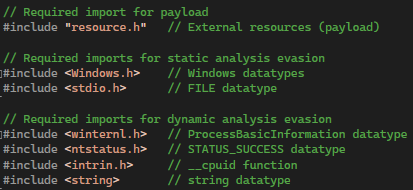 // Required import for payload
#include "resource.h" // External resources (payload)
// Required imports for static analysis evasion
#include <Windows.h> // Windows datatypes
#include <stdio.h> // FILE datatype
// Required imports for dynamic analysis evasion
#include <winternl.h> // ProcessBasicInformation datatype
#include <ntstatus.h> // STATUS_SUCCESS datatype
#include <intrin.h> // __cpuid function
#include <string> // string datatype